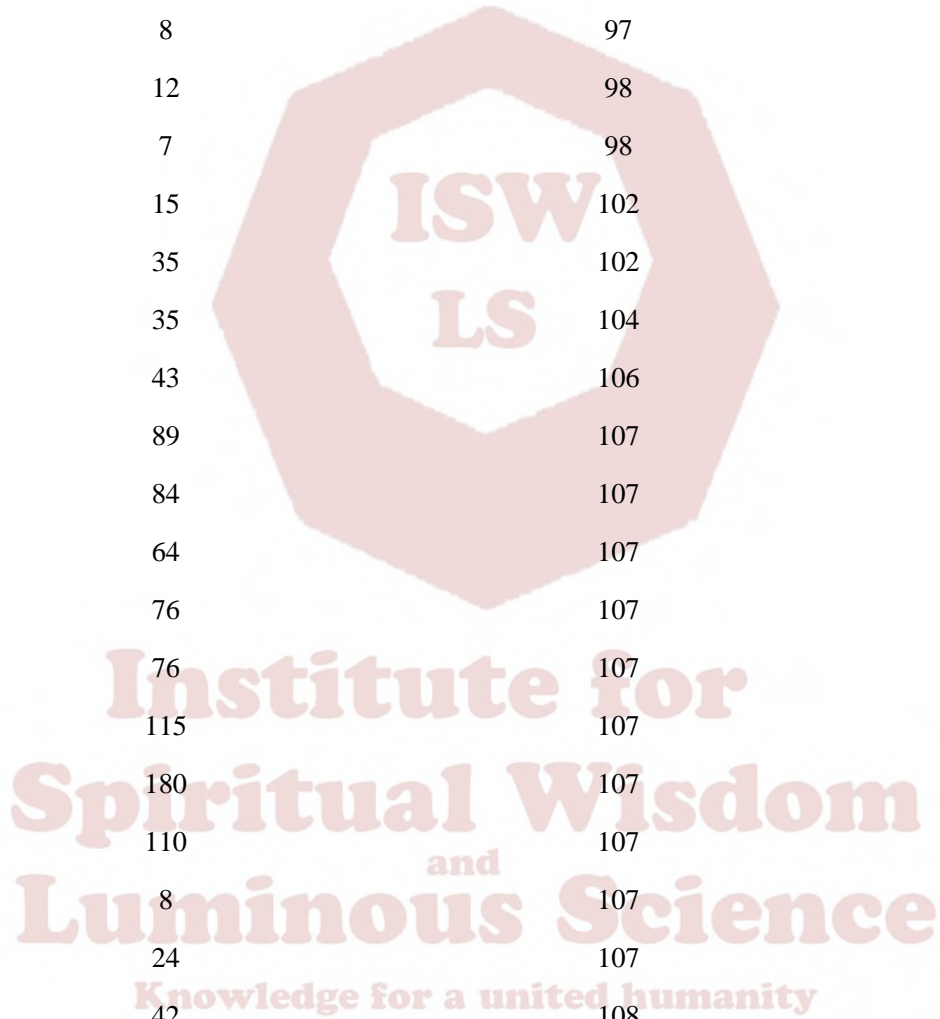 8 97
12 98
7 98
15 102
ISW
35 102
LS
35 104
43 106
89 107
84 107
64 107
76 107
76 107
Institute for
115 107
180 107
Spiritual Wisdom
110 107
and
8 107
Luminous Science
24 107
Knowledge for a united humanity
42 108